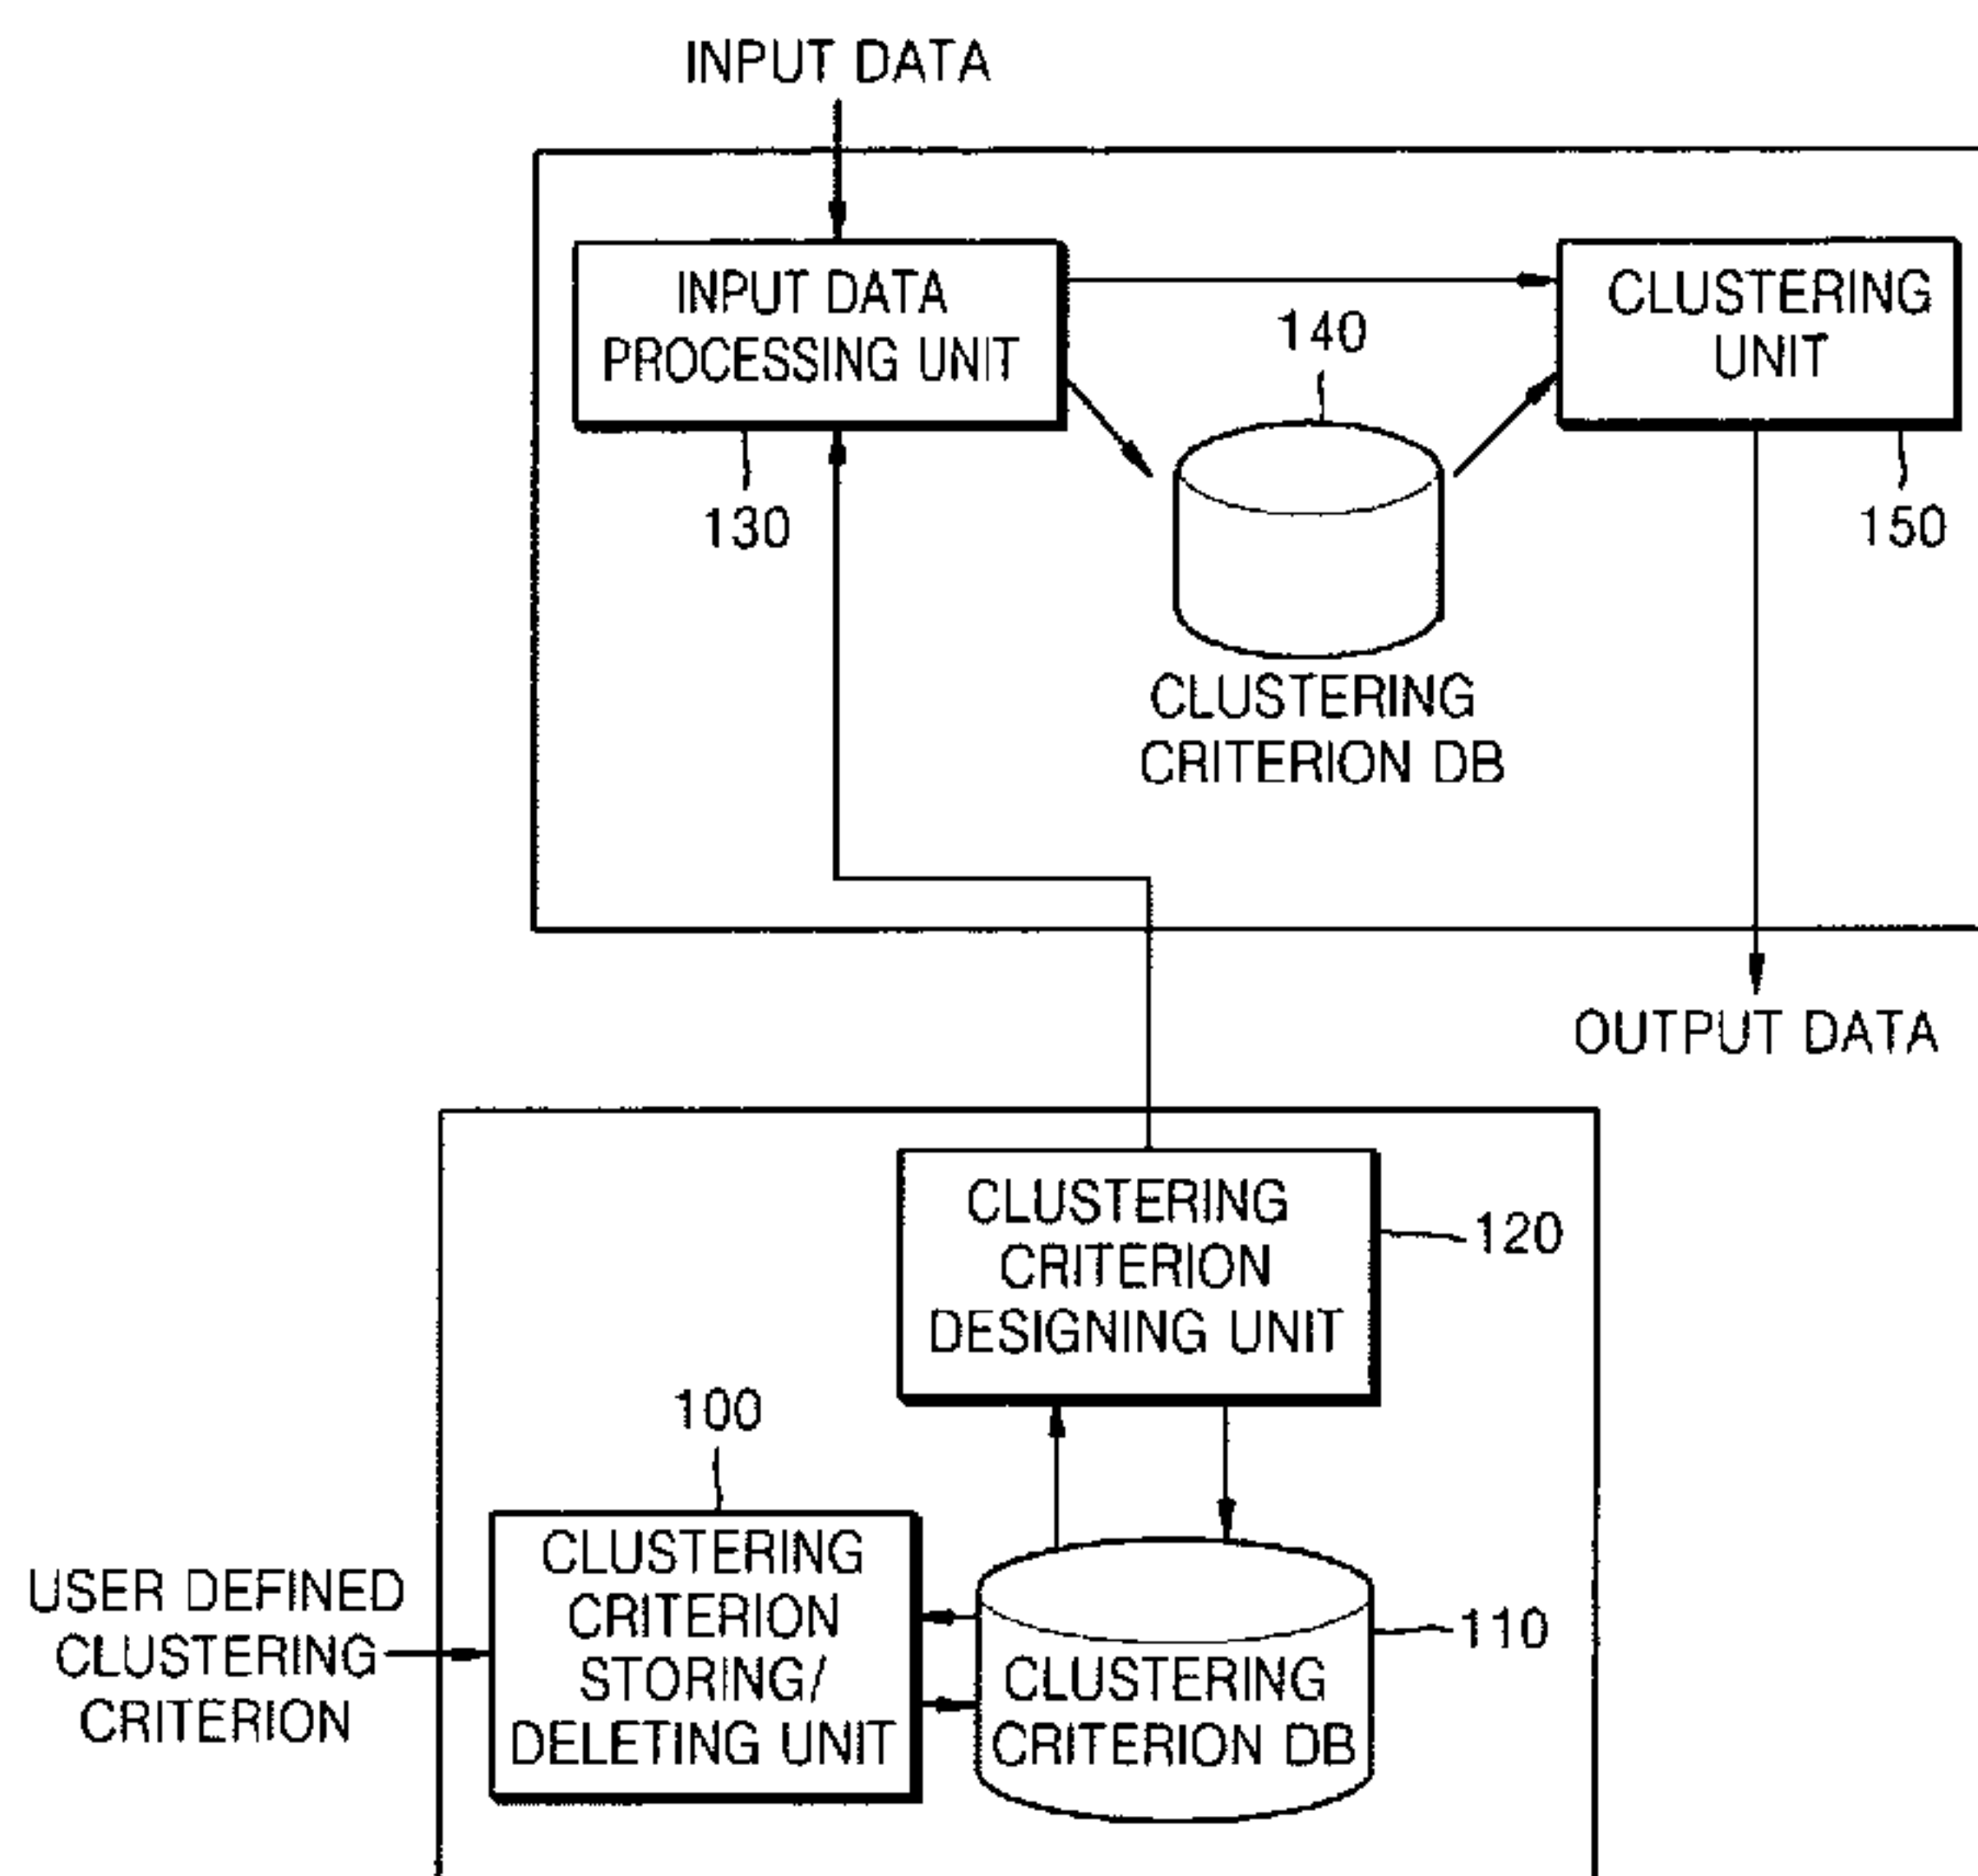 INPUT DATA
INPUT DATA
PROCESSING UNIT
130
140
CLUSTERING
CRITERION DB
CLUSTERING
UNIT
150
OUTPUT DATA
CLUSTERING
CRITERION
DESIGNING UNIT
120
100
USER DEFINED
CLUSTERING
CRITERION
CLUSTERING
CRITERION
STORING/
DELETING UNIT
110
CLUSTERING
CRITERION DB